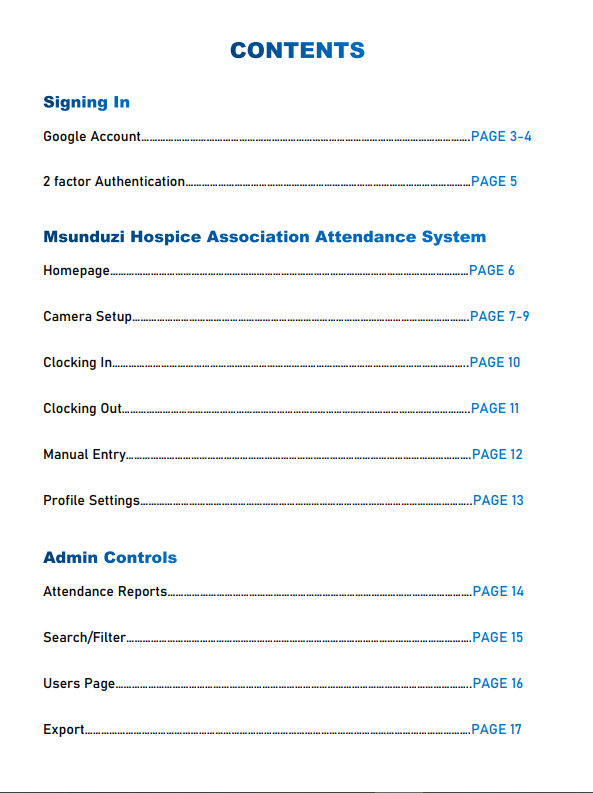 CONTENTS
Signing In
Google Account……………………………………………………………………………………………………………PAGE 3-4
2 factor Authentication……………………………………………………………………………………………PAGE 5
Msunduzi Hospice Association Attendance System
Homepage……………………………………………………………………………………………………………………PAGE 6
Camera Setup……………………………………………………………………………………………………………PAGE 7-9
Clocking In…………………………………………………………………………………………………………………..PAGE 10
Clocking Out………………………………………………………………………………………………………………..PAGE 11
Manual Entry……………………………………………………………………………………………………………….PAGE 12
Profile Settings…………………………………………………………………………………………………………..PAGE 13
Admin Controls
Attendance Reports………………………………………………………………………………………………….PAGE 14
Search/Filter……………………………………………………………………………………………………………….PAGE 15
Users Page…………………………………………………………………………………………………………………..PAGE 16
Export…………………………………………………………………………………………………………………………….PAGE 17